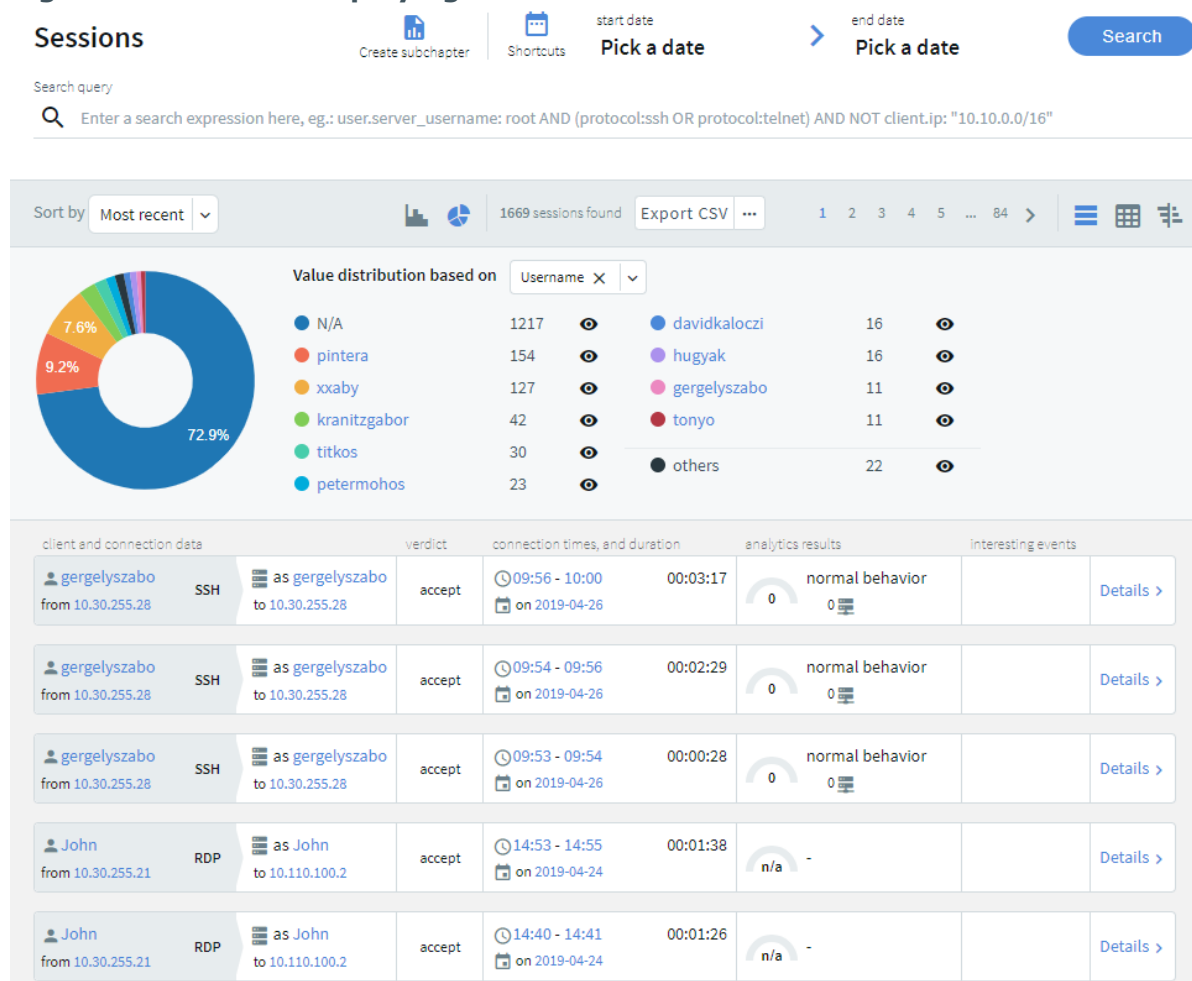 Sessions
Create subchapter
Shortcuts
start date
Pick a date
end date
Pick a date
Search
Search query
Enter a search expression here, eg.: user.server_username: root AND (protocol:ssh OR protocol:telnet) AND NOT client.ip: "10.10.0.0/16"
Sort by Most recent
1669 sessions found Export CSV ...
1 2 3 4 5 ... 84
Value distribution based on Username
7.6%
9.2%
72.9%
N/A 1217
pintera 154
xxaby 127
kranitzgabor 42
titkos 30
petermohos 23
davidkaloczi 16
hugyak 16
gergelyszabo 11
tonyo 11
others 22
client and connection data verdict connection times, and duration analytics results interesting events
gergelyszabo SSH as gergelyszabo accept 09:56 - 10:00 00:03:17 0 normal behavior Details
from 10.30.255.28 to 10.30.255.28 on 2019-04-26 0
gergelyszabo SSH as gergelyszabo accept 09:54 - 09:56 00:02:29 0 normal behavior Details
from 10.30.255.28 to 10.30.255.28 on 2019-04-26 0
gergelyszabo SSH as gergelyszabo accept 09:53 - 09:54 00:00:28 0 normal behavior Details
from 10.30.255.28 to 10.30.255.28 on 2019-04-26 0
John RDP as John accept 14:53 - 14:55 00:01:38 n/a - Details
from 10.30.255.21 to 10.110.100.2 on 2019-04-24
John RDP as John accept 14:40 - 14:41 00:01:26 n/a - Details
from 10.30.255.21 to 10.110.100.2 on 2019-04-24